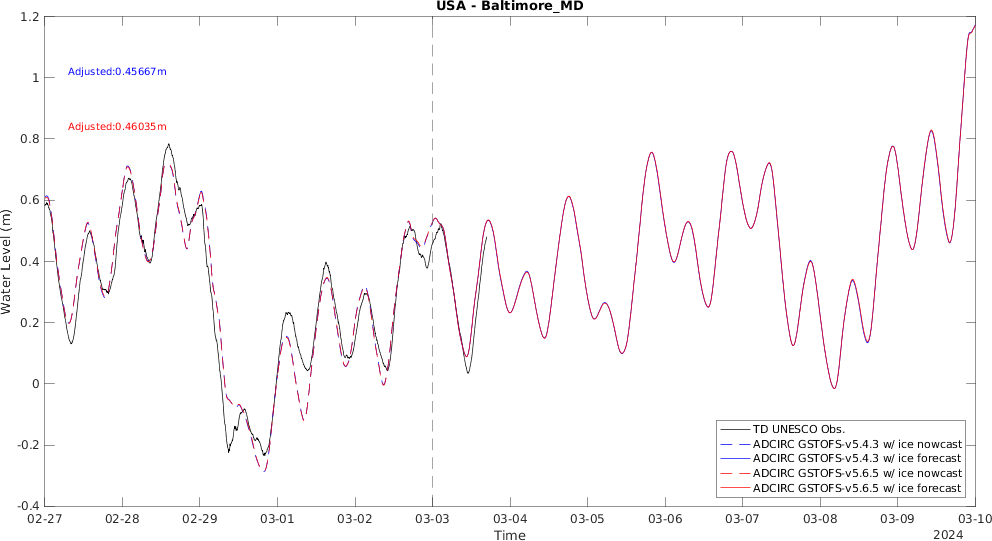 USA - Baltimore_MD
1.2
1
0.8
0.6
0.4
0.2
0
-0.2
-0.4
Water Level (m)
Adjusted:0.45667m
Adjusted:0.46035m
TD UNESCO Obs.
ADCIRC GSTOFS-v5.4.3 w/ ice nowcast
ADCIRC GSTOFS-v5.4.3 w/ ice forecast
ADCIRC GSTOFS-v5.6.5 w/ ice nowcast
ADCIRC GSTOFS-v5.6.5 w/ ice forecast
02-27 02-28 02-29 03-01 03-02 03-03 03-04 03-05 03-06 03-07 03-08 03-09 03-10
Time
2024